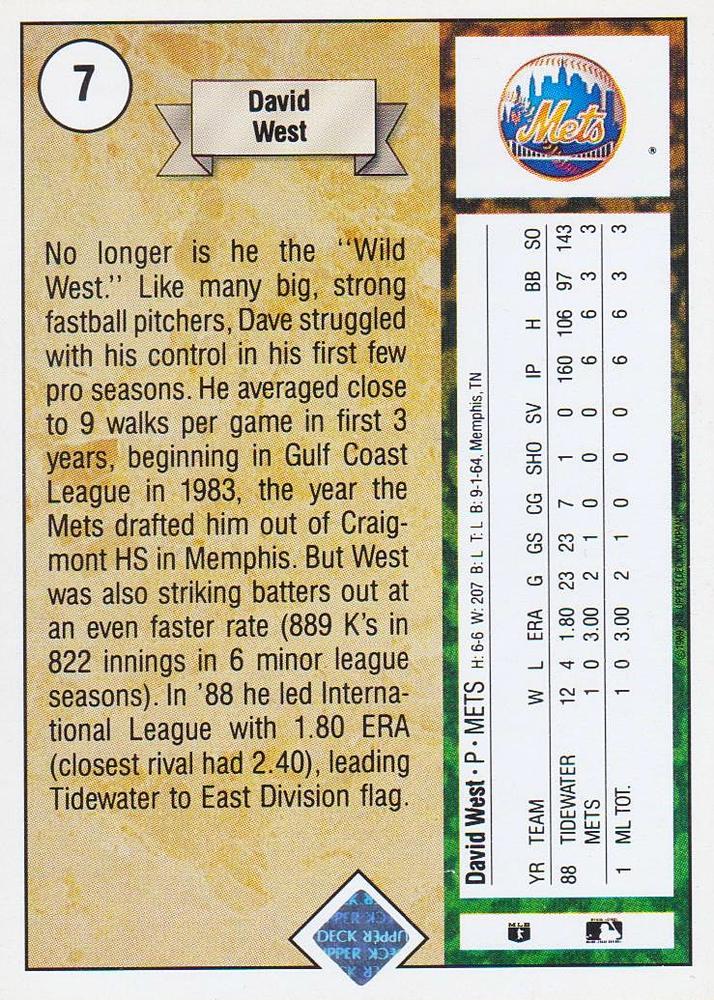 7
David
West
No longer is he the "Wild
West." Like many big, strong
fastball pitchers, Dave struggled
with his control in his first few
pro seasons. He averaged close
to 9 walks per game in first 3
years, beginning in Gulf Coast
League in 1983, the year the
Mets drafted him out of Craig-
mont HS in Memphis. But West
was also striking batters out at
an even faster rate (889 K's in
822 innings in 6 minor league
seasons). In '88 he led Interna-
tional League with 1.80 ERA
(closest rival had 2.40), leading
Tidewater to East Division flag.
Mets
®
David West • P • METS H: 6-6 W: 207 B: L T: L B: 9-1-64, Memphis, TN
YR TEAM W L ERA G GS CG SHO SV IP H BB SO
88 TIDEWATER 12 4 1.80 23 23 7 1 0 160 106 97 143
METS 1 0 3.00 2 1 0 0 0 6 6 3 3
1 ML TOT. 1 0 3.00 2 1 0 0 0 6 6 3 3
©1989 UPPER DECK COMPANY
UPPER DECK
MLB